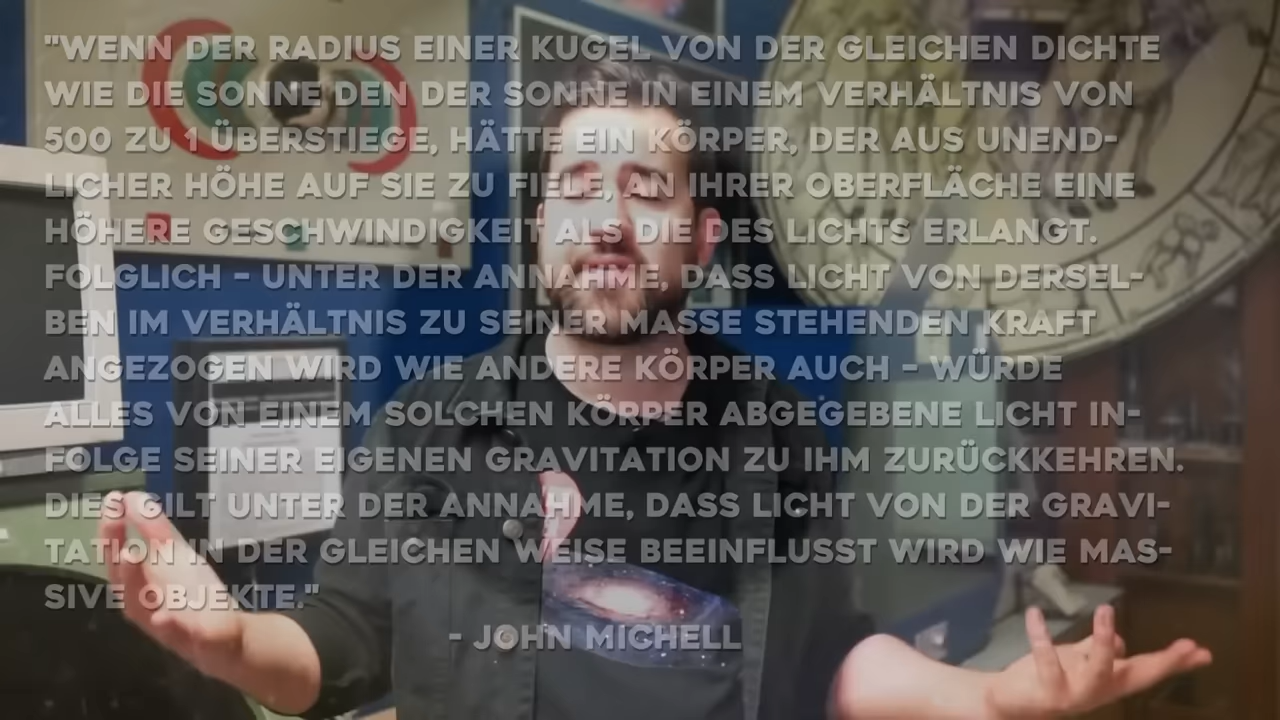 "WENN DER RADIUS EINER KUGEL VON DER GLEICHEN DICHTE
WIE DIE SONNE DEN DER SONNE IN EINEM VERHÄLTNIS VON
500 ZU 1 ÜBERSTIEGE, HÄTTE EIN KÖRPER, DER AUS UNEND-
LICHER HÖHE AUF SIE ZU FIELE, AN IHRER OBERFLÄCHE EINE
HÖHERE GESCHWINDIGKEIT ALS DIE DES LICHTS ERLANGT.
FOLGLICH - UNTER DER ANNAHME, DASS LICHT VON DERSEL-
BEN IM VERHÄLTNIS ZU SEINER MASSE STEHENDEN KRAFT
ANGEZOGEN WIRD WIE ANDERE KÖRPER AUCH - WÜRDE
ALLES VON EINEM SOLCHEN KÖRPER ABGEGEBENE LICHT IN-
FOLGE SEINER EIGENEN GRAVITATION ZU IHM ZURÜCKKEHREN.
DIES GILT UNTER DER ANNAHME, DASS LICHT VON DER GRAVI-
TATION IN DER GLEICHEN WEISE BEEINFLUSST WIRD WIE MAS-
SIVE OBJEKTE."
- JOHN MICHELL